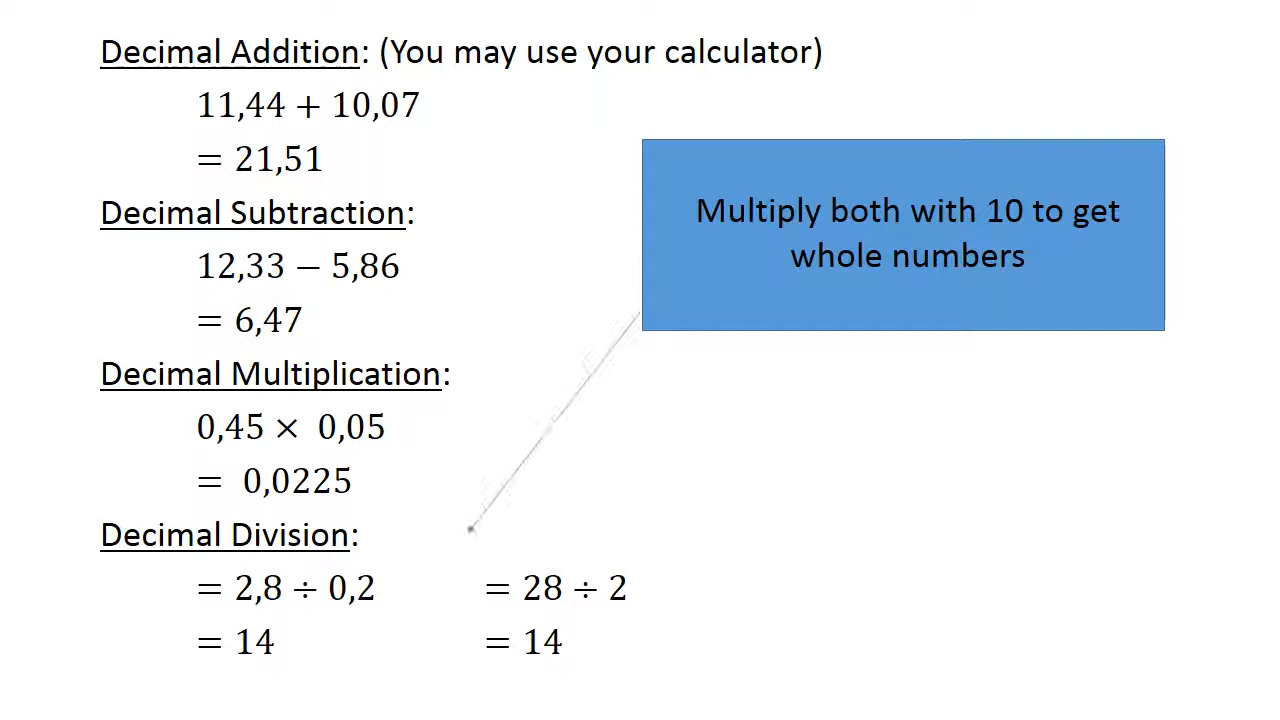 Decimal Addition: (You may use your calculator)
11,44 + 10,07
= 21,51
Decimal Subtraction:
12,33 − 5,86
= 6,47
Decimal Multiplication:
0,45 × 0,05
= 0,0225
Decimal Division:
= 2,8 ÷ 0,2
= 14
= 28 ÷ 2
= 14
Multiply both with 10 to get
whole numbers